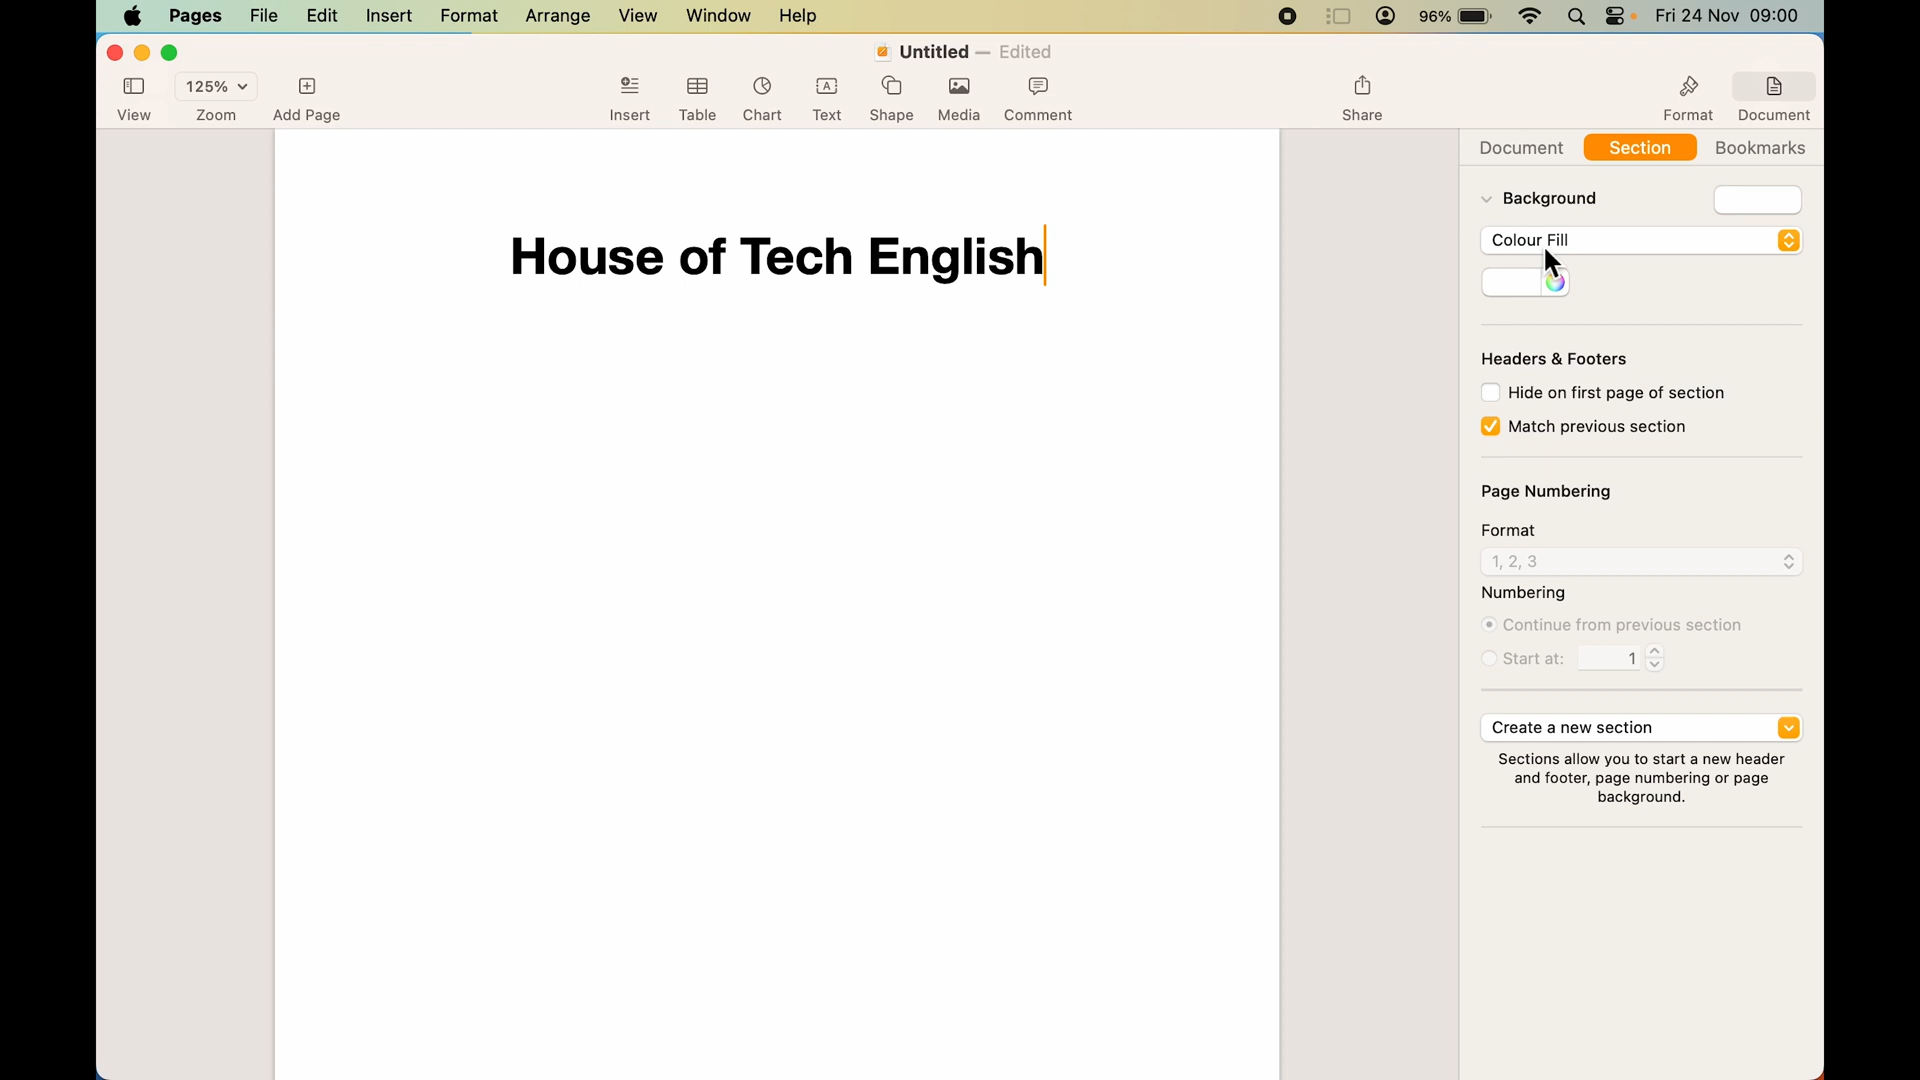 Pages File Edit Insert Format Arrange View Window Help 96% Fri 24 Nov 09:00
Untitled — Edited
125%
View Zoom Add Page Insert Table Chart Text Shape Media Comment Share Format Document
Document Section Bookmarks
Background
Colour Fill
House of Tech English
Headers & Footers
Hide on first page of section
Match previous section
Page Numbering
Format
1, 2, 3
Numbering
Continue from previous section
Start at: 1
Create a new section
Sections allow you to start a new header
and footer, page numbering or page
background.